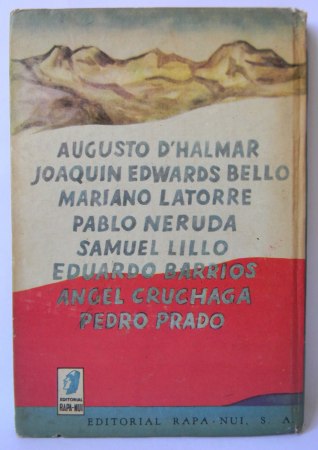 AUGUSTO D'HALMAR
JOAQUIN EDWARDS BELLO
MARIANO LATORRE
PABLO NERUDA
SAMUEL LILLO
EDUARDO BARRIOS
ANGEL CRUCHAGA
PEDRO PRADO
EDITORIAL
RAPA-NUI
EDITORIAL RAPA-NUI, S. A